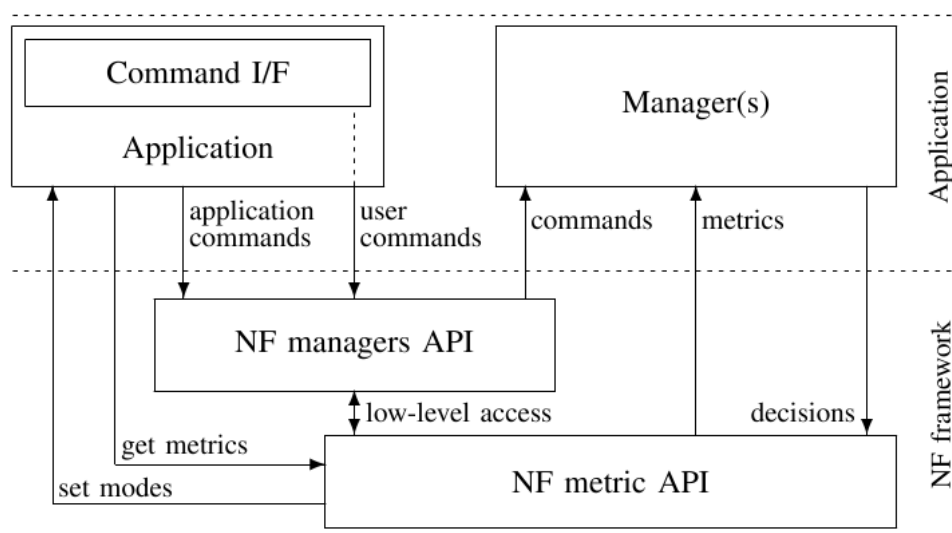 Command I/F
Application
Manager(s)
Application
application
commands
user
commands
commands
metrics
NF managers API
low-level access
decisions
get metrics
set modes
NF metric API
NF framework